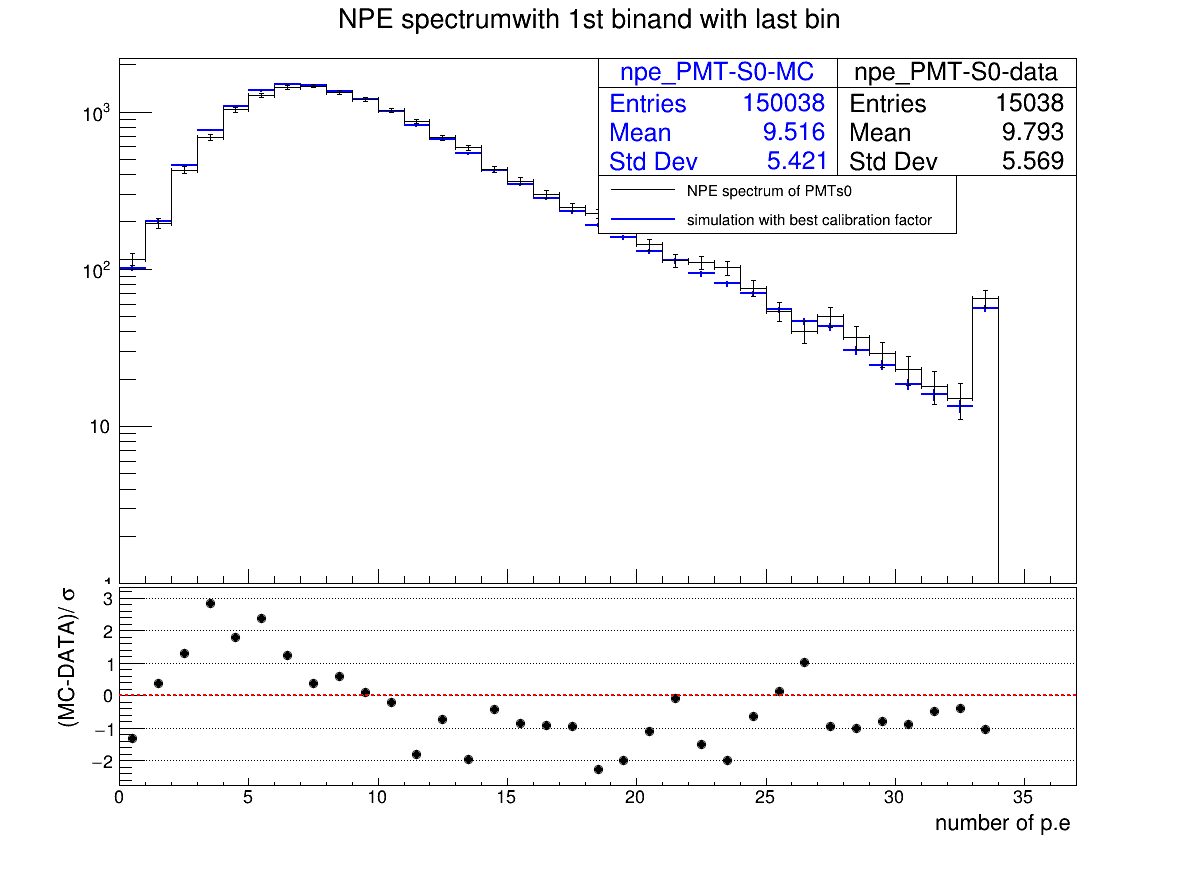 NPE spectrumwith 1st binand with last bin
npe_PMT-S0-MC
Entries 150038
Mean 9.516
Std Dev 5.421
npe_PMT-S0-data
Entries 15038
Mean 9.793
Std Dev 5.569
NPE spectrum of PMTs0
simulation with best calibration factor
10³
10²
10
1
(MC-DATA)/ σ
3
2
1
0
−1
−2
0 5 10 15 20 25 30 35
number of p.e